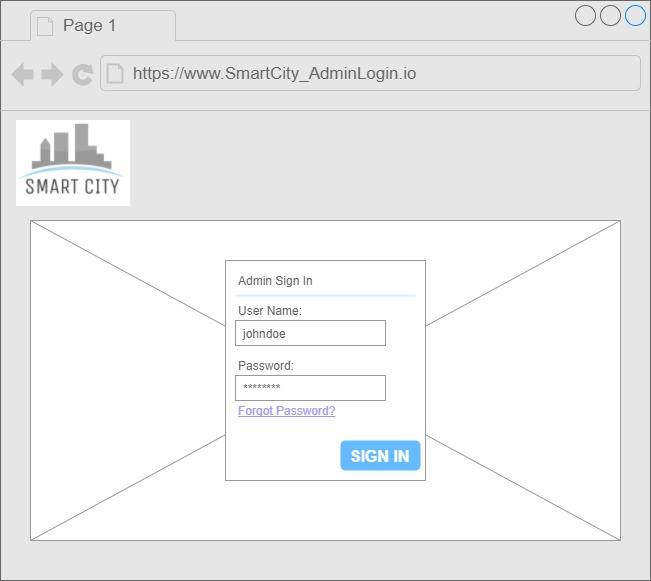 Page 1
https://www.SmartCity_AdminLogin.io
SMART CITY
Admin Sign In
User Name:
johndoe
Password:
********
Forgot Password?
SIGN IN